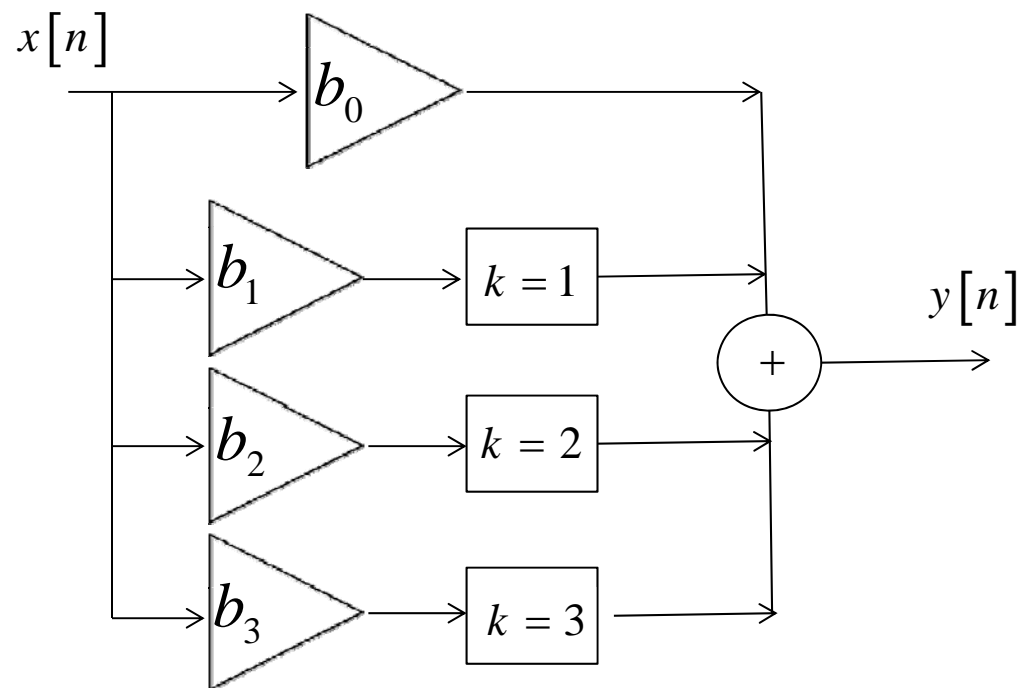 x[n]
b₀
b₁
k = 1
y[n]
+
b₂
k = 2
b₃
k = 3